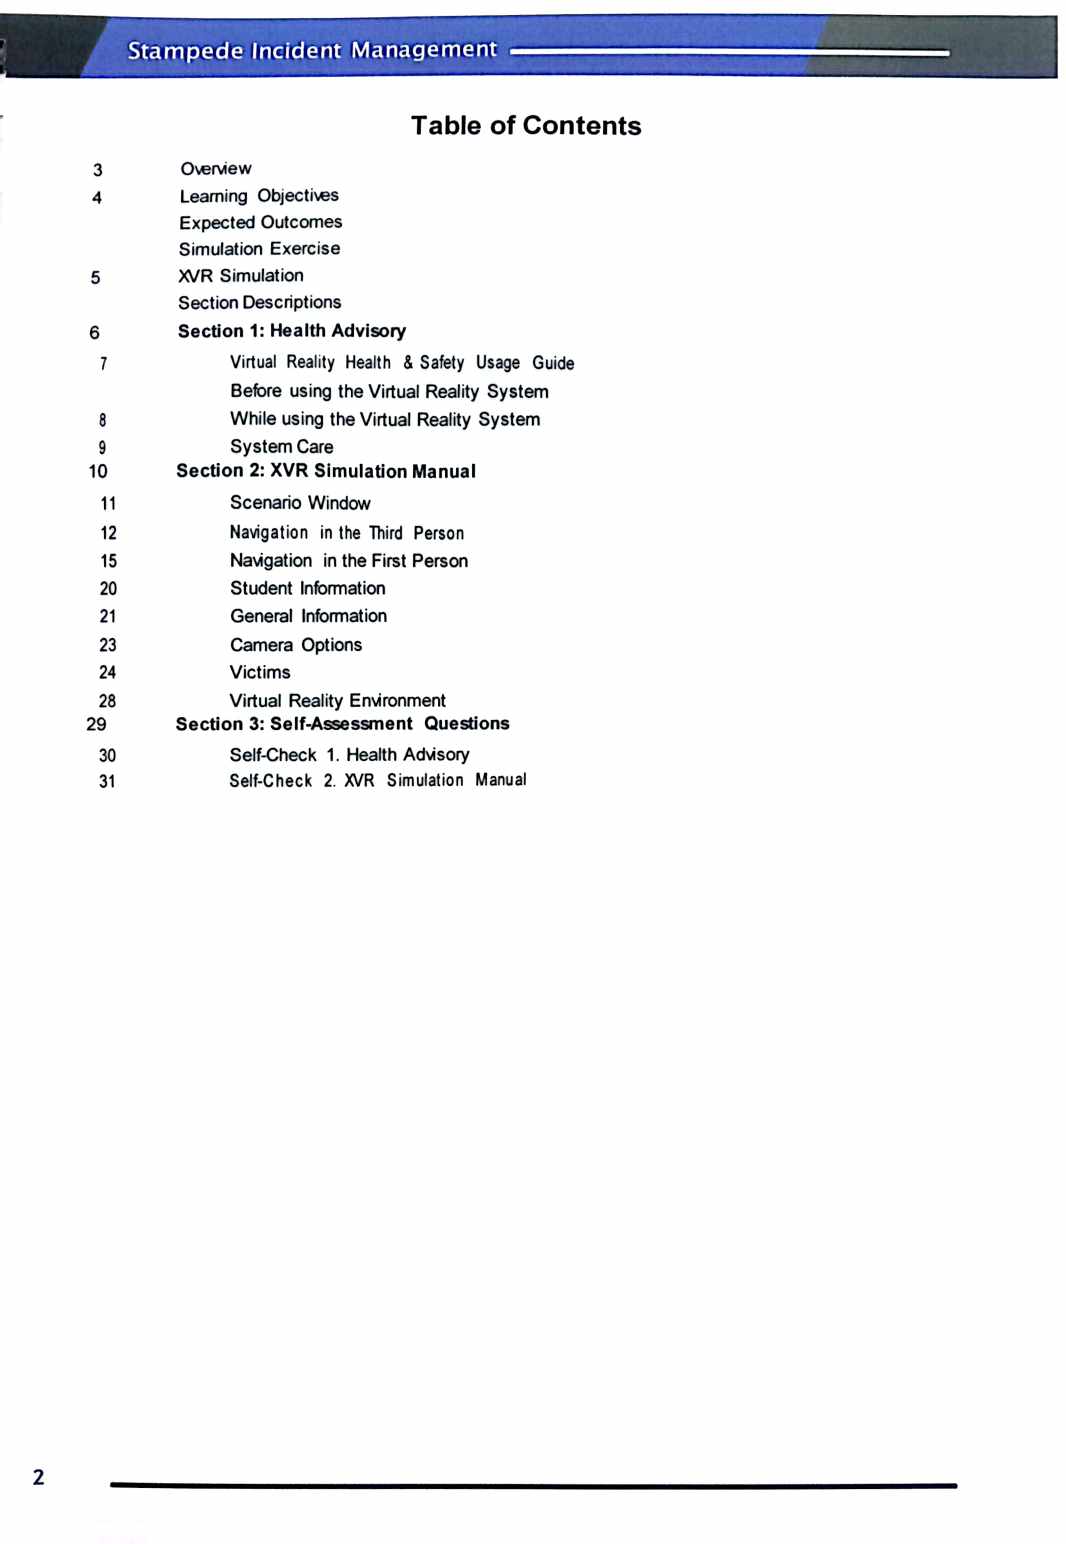 Stampede Incident Management
Table of Contents
3 Overview
4 Learning Objectives
Expected Outcomes
Simulation Exercise
5 XVR Simulation
Section Descriptions
6 Section 1: Health Advisory
7 Virtual Reality Health & Safety Usage Guide
Before using the Virtual Reality System
8 While using the Virtual Reality System
9 System Care
10 Section 2: XVR Simulation Manual
11 Scenario Window
12 Navigation in the Third Person
15 Navigation in the First Person
20 Student Information
21 General Information
23 Camera Options
24 Victims
28 Virtual Reality Environment
29 Section 3: Self-Assessment Questions
30 Self-Check 1. Health Advisory
31 Self-Check 2. XVR Simulation Manual
2